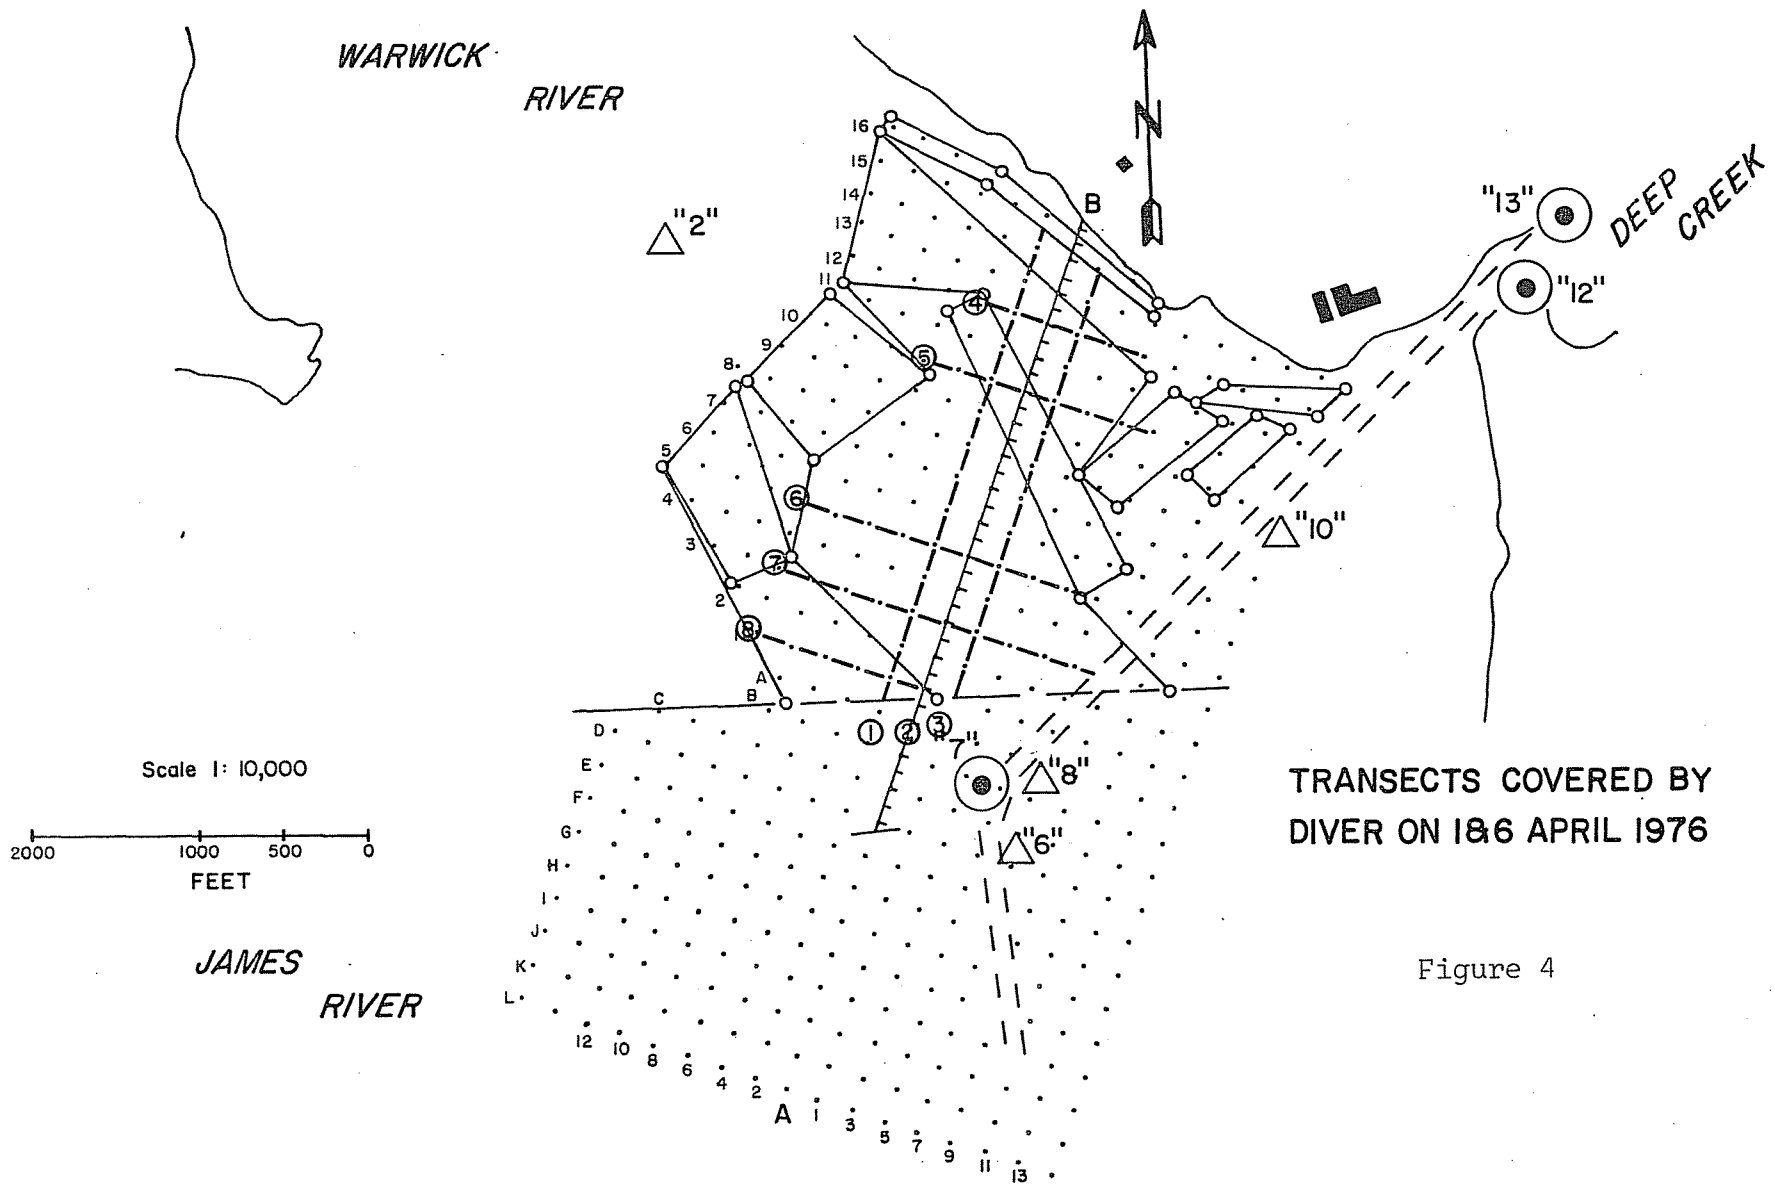 WARWICK
RIVER
N
B
"2"
"13"
DEEP
CREEK
"12"
16
15
14
13
12
11
10
9
8
7
6
5
4
3
2
A
B
C
4
5
6
7
8
"10"
1
2
3
"7"
"8"
"6"
D
E
F
G
H
I
J
K
L
Scale 1: 10,000
2000 1000 500 0
FEET
TRANSECTS COVERED BY
DIVER ON 1&6 APRIL 1976
JAMES
RIVER
Figure 4
12 10 8 6 4 2 A 1 3 5 7 9 11 13